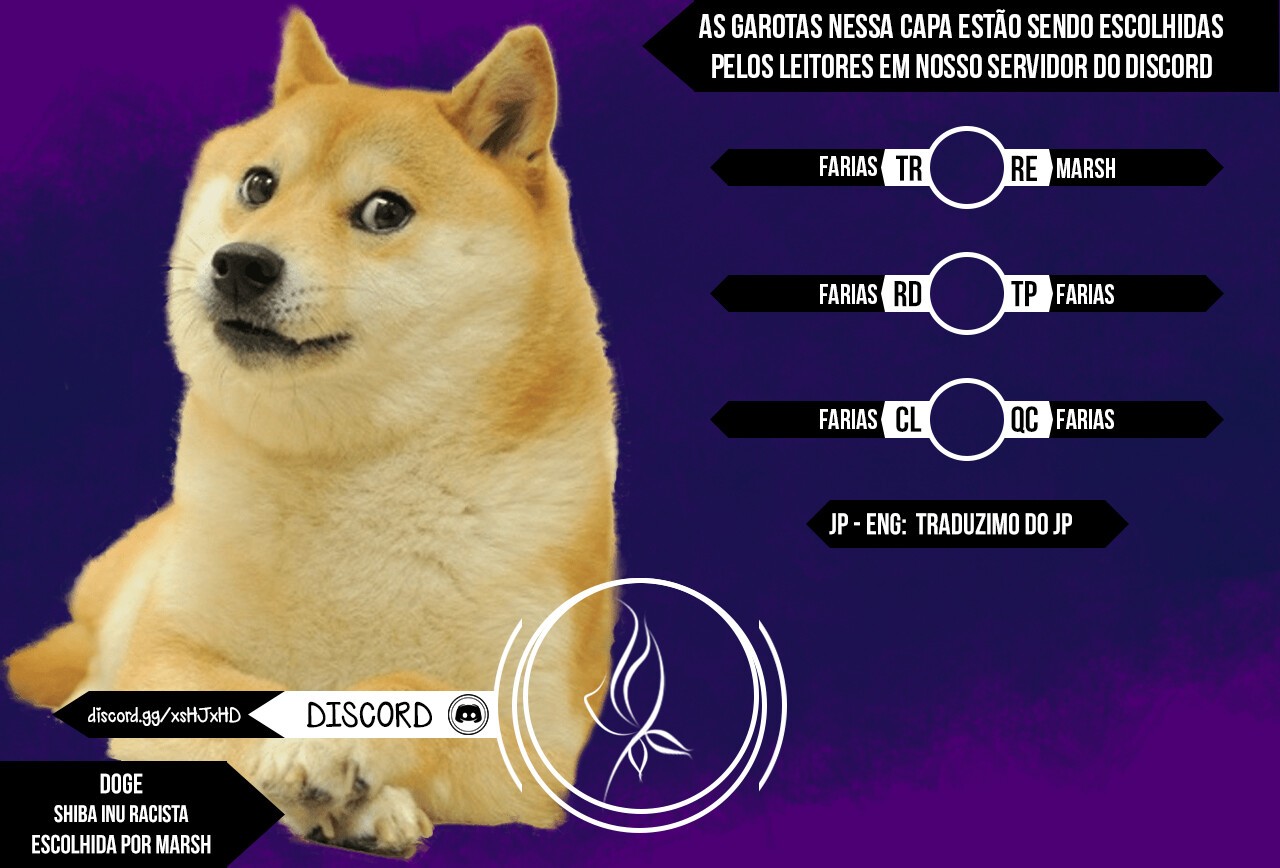 AS GAROTAS NESSA CAPA ESTÃO SENDO ESCOLHIDAS
PELOS LEITORES EM NOSSO SERVIDOR DO DISCORD
FARIAS TR RE MARSH
FARIAS RD TP FARIAS
FARIAS CL QC FARIAS
JP - ENG: TRADUZIMO DO JP
discord.gg/xsHJxHD DISCORD
DOGE
SHIBA INU RACISTA
ESCOLHIDA POR MARSH